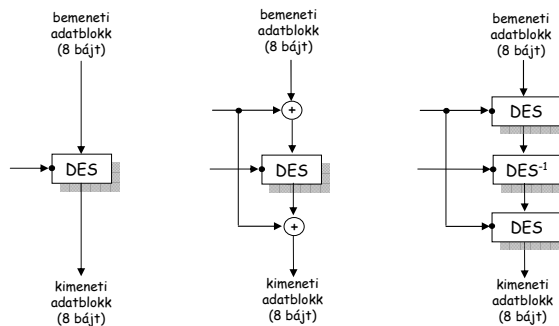 bemeneti
adatblokk
(8 bájt)
DES
kimeneti
adatblokk
(8 bájt)
bemeneti
adatblokk
(8 bájt)
+
DES
+
kimeneti
adatblokk
(8 bájt)
bemeneti
adatblokk
(8 bájt)
DES
DES-1
DES
kimeneti
adatblokk
(8 bájt)